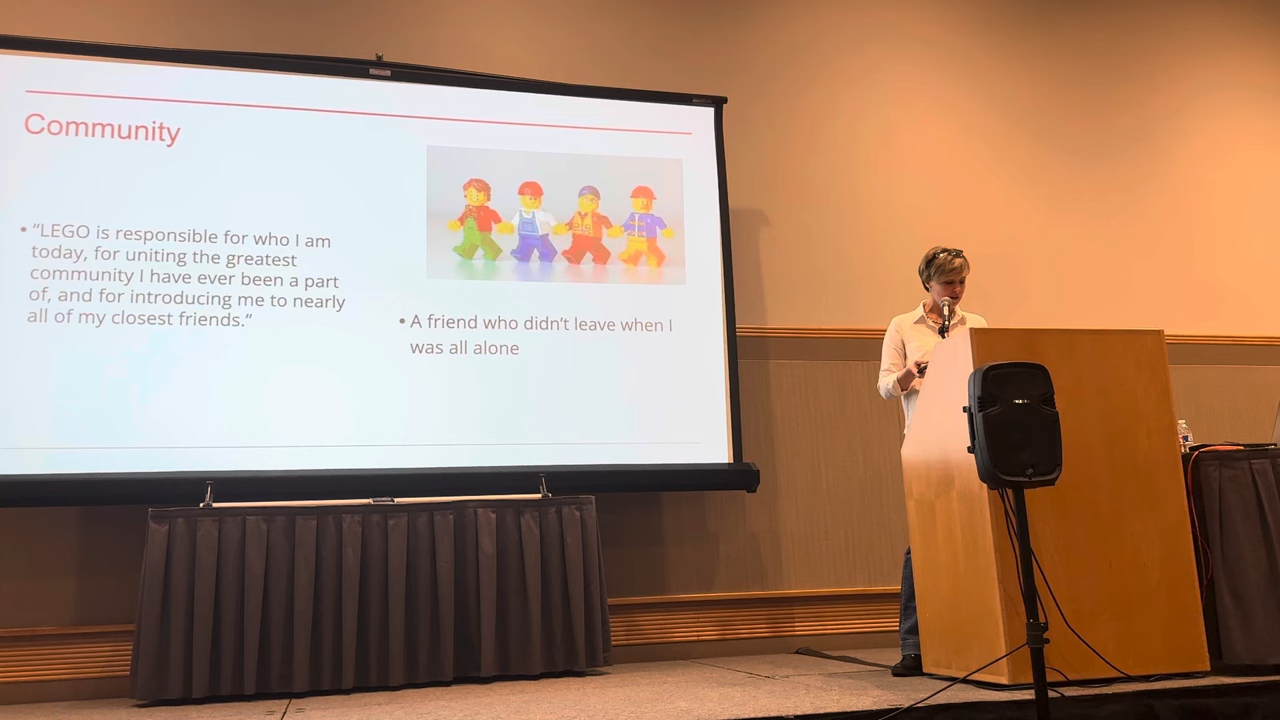 Community
• “LEGO is responsible for who I am
today, for uniting the greatest
community I have ever been a part
of, and for introducing me to nearly
all of my closest friends.”
• A friend who didn’t leave when I
was all alone